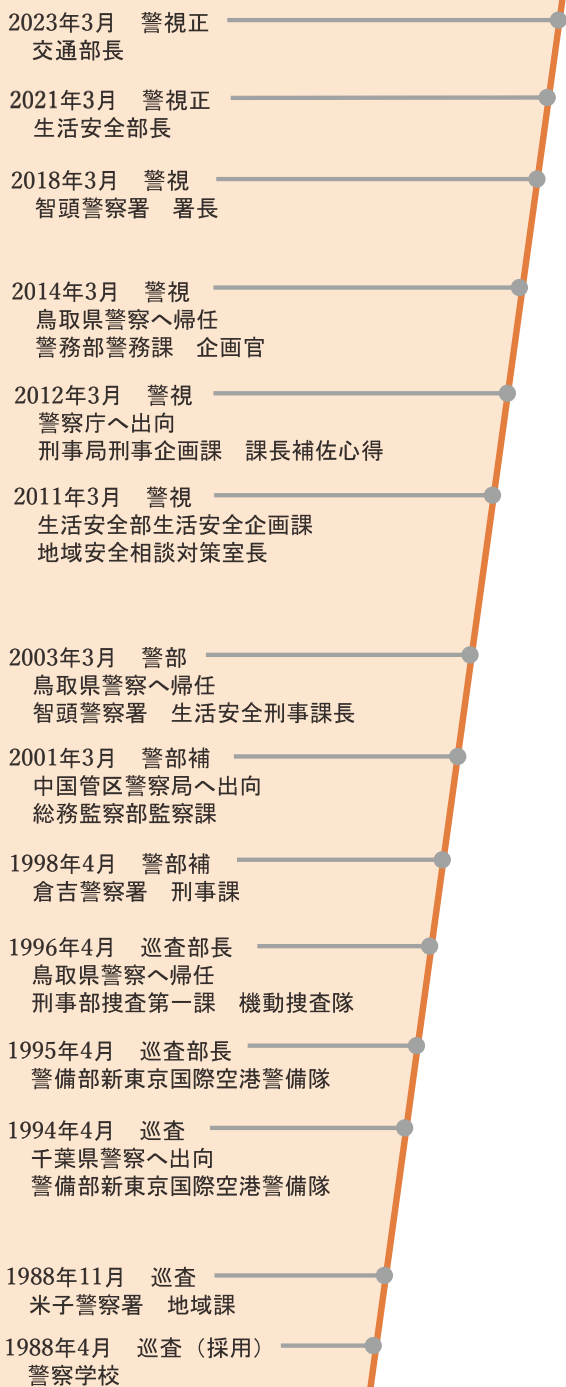 2023年3月　警視正
交通部長
2021年3月　警視正
生活安全部長
2018年3月　警視
智頭警察署　署長
2014年3月　警視
鳥取県警察へ帰任
警務部警務課　企画官
2012年3月　警視
警察庁へ出向
刑事局刑事企画課　課長補佐心得
2011年3月　警視
生活安全部生活安全企画課
地域安全相談対策室長
2003年3月　警部
鳥取県警察へ帰任
智頭警察署　生活安全刑事課長
2001年3月　警部補
中国管区警察局へ出向
総務監察部監察課
1998年4月　警部補
倉吉警察署　刑事課
1996年4月　巡査部長
鳥取県警察へ帰任
刑事部捜査第一課　機動捜査隊
1995年4月　巡査部長
警備部新東京国際空港警備隊
1994年4月　巡査
千葉県警察へ出向
警備部新東京国際空港警備隊
1988年11月　巡査
米子警察署　地域課
1988年4月　巡査（採用）
警察学校